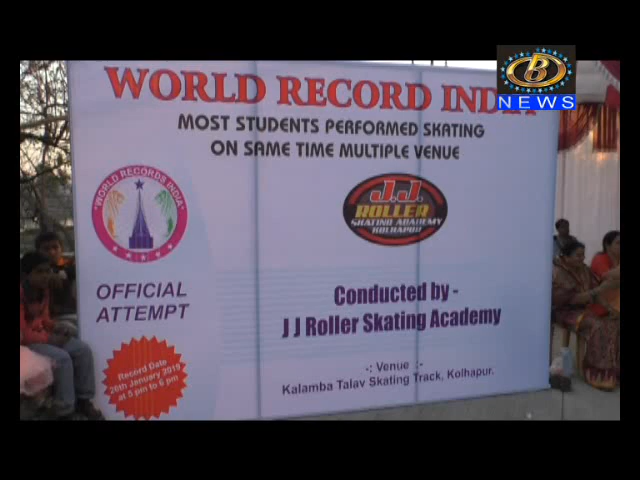 B
NEWS
WORLD RECORD INDIA
MOST STUDENTS PERFORMED SKATING
ON SAME TIME MULTIPLE VENUE
"WORLD RECORDS INDIA"
J.J.
ROLLER
SKATING ACADEMY
KOLHAPUR
OFFICIAL
ATTEMPT
Conducted by -
J J Roller Skating Academy
Record Date
26th January 2019
at 5 pm to 6 pm
-: Venue :-
Kalamba Talav Skating Track, Kolhapur.